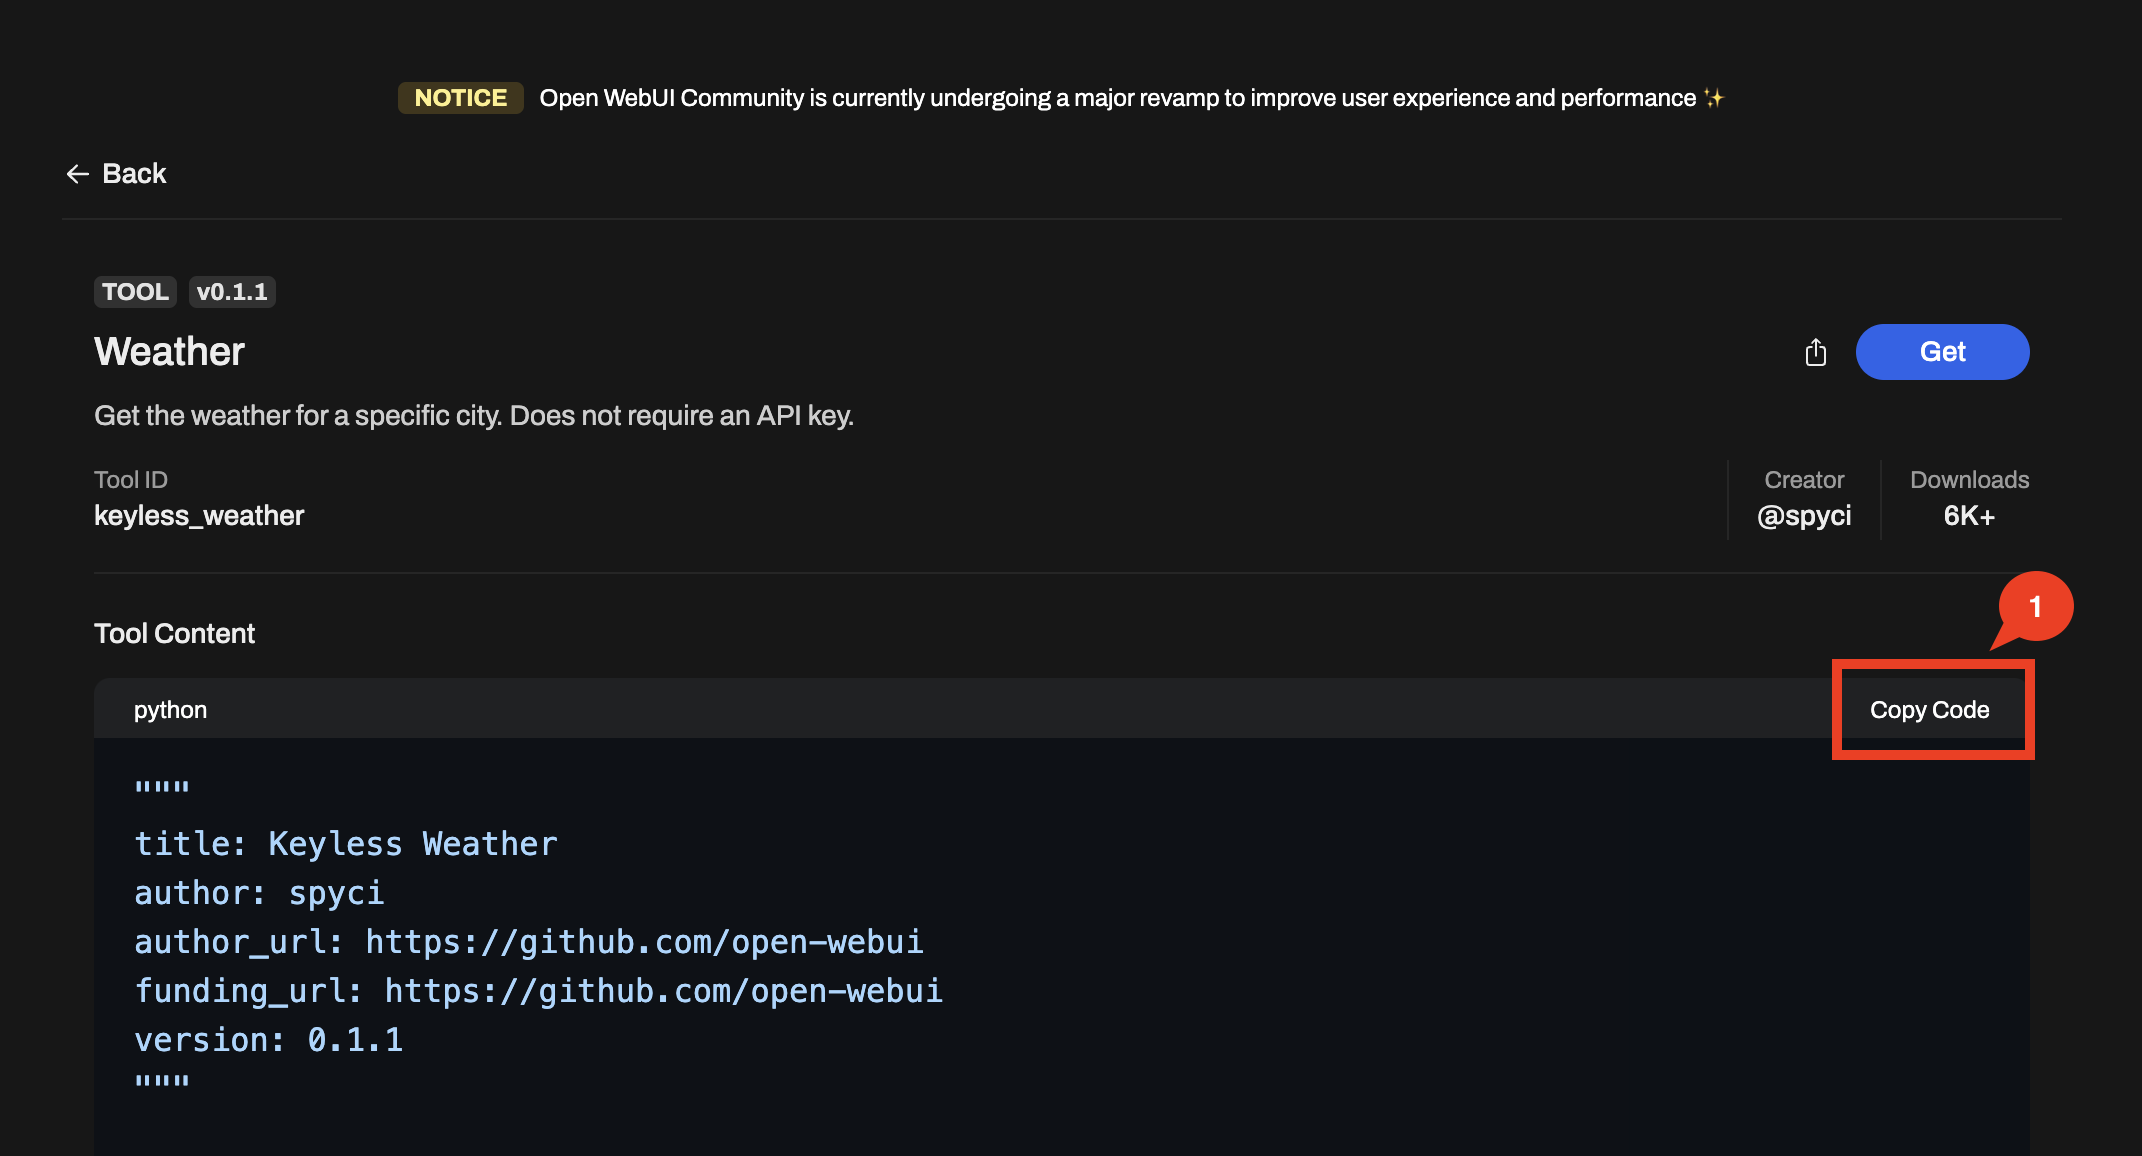 NOTICE Open WebUI Community is currently undergoing a major revamp to improve user experience and performance ✨
← Back
TOOL v0.1.1
Weather
Get
Get the weather for a specific city. Does not require an API key.
Tool ID
keyless_weather
Creator
@spyci
Downloads
6K+
1
Tool Content
python
Copy Code
"""
title: Keyless Weather
author: spyci
author_url: https://github.com/open-webui
funding_url: https://github.com/open-webui
version: 0.1.1
"""